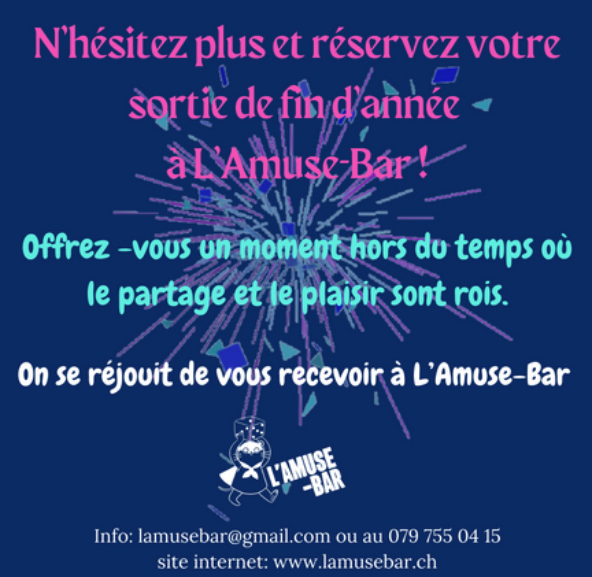 N'hésitez plus et réservez votre
sortie de fin d'année
à L'Amuse-Bar !
Offrez -vous un moment hors du temps où
le partage et le plaisir sont rois.
On se réjouit de vous recevoir à L'Amuse-Bar
L'AMUSE
-BAR
Info: lamusebar@gmail.com ou au 079 755 04 15
site internet: www.lamusebar.ch